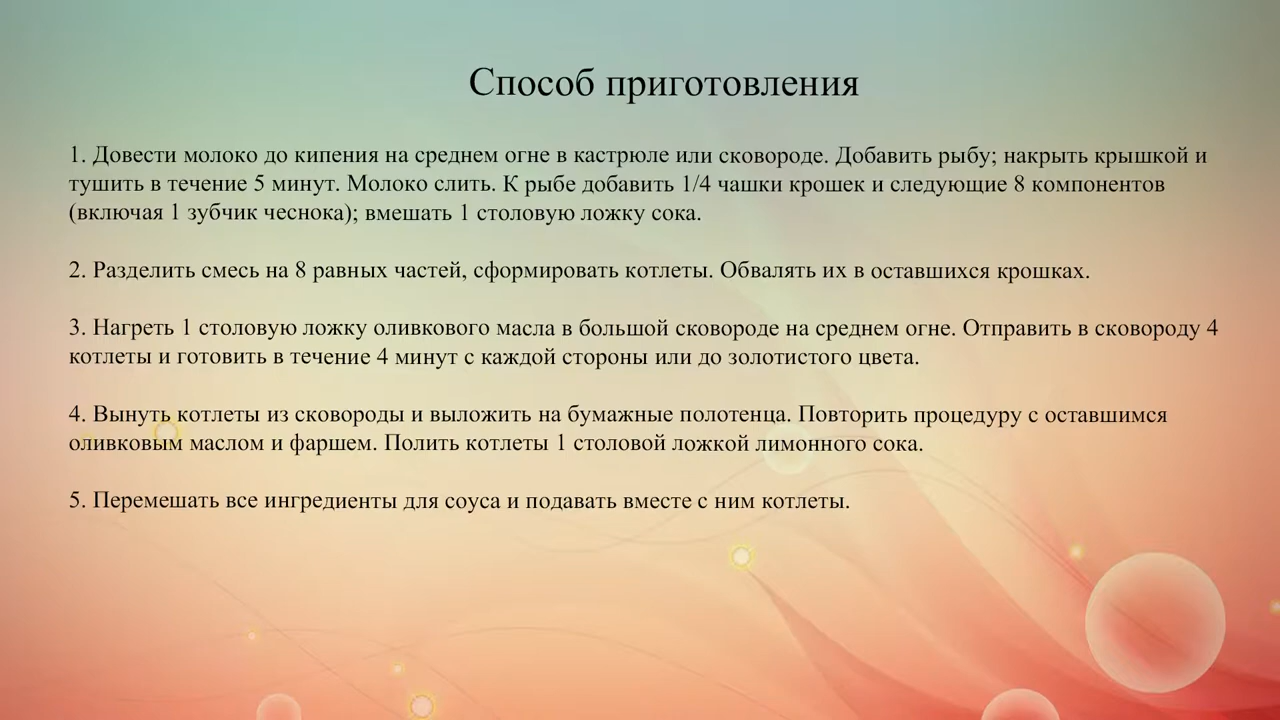 Способ приготовления
1. Довести молоко до кипения на среднем огне в кастрюле или сковороде. Добавить рыбу; накрыть крышкой и
тушить в течение 5 минут. Молоко слить. К рыбе добавить 1/4 чашки крошек и следующие 8 компонентов
(включая 1 зубчик чеснока); вмешать 1 столовую ложку сока.
2. Разделить смесь на 8 равных частей, сформировать котлеты. Обвалять их в оставшихся крошках.
3. Нагреть 1 столовую ложку оливкового масла в большой сковороде на среднем огне. Отправить в сковороду 4
котлеты и готовить в течение 4 минут с каждой стороны или до золотистого цвета.
4. Вынуть котлеты из сковороды и выложить на бумажные полотенца. Повторить процедуру с оставшимся
оливковым маслом и фаршем. Полить котлеты 1 столовой ложкой лимонного сока.
5. Перемешать все ингредиенты для соуса и подавать вместе с ним котлеты.